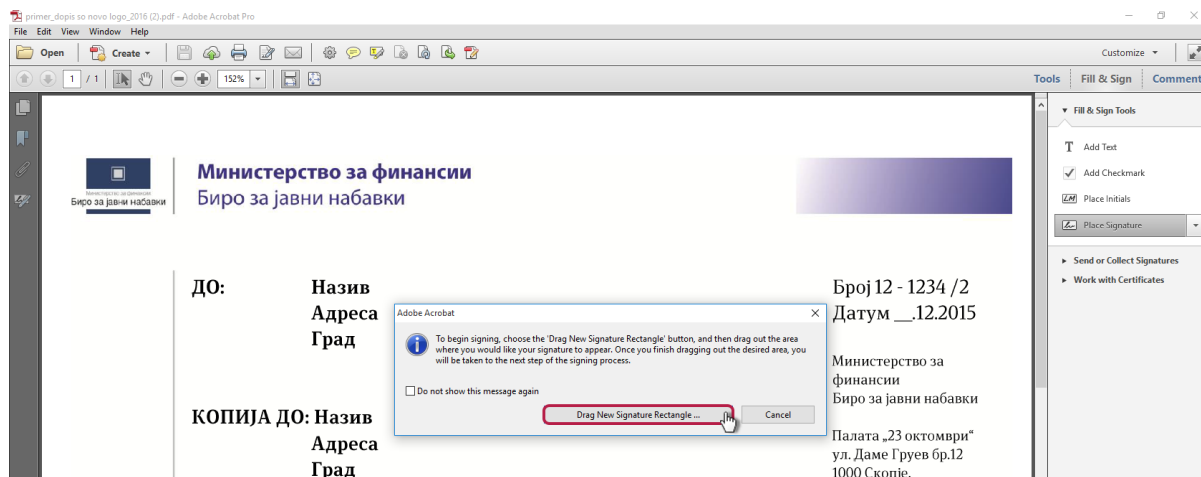 primer_dopis so novo logo_2016 (2).pdf - Adobe Acrobat Pro
File Edit View Window Help
Open Create Customize
1 / 1 152% Tools Fill & Sign Comment
Fill & Sign Tools
T Add Text
Add Checkmark
LM Place Initials
Place Signature
Send or Collect Signatures
Work with Certificates
Министерство за финансии
Биро за јавни набавки
Министерство за финансии
Биро за јавни набавки
ДО: Назив
Адреса
Град
КОПИЈА ДО: Назив
Адреса
Град
Број 12 - 1234 /2
Датум __.12.2015
Министерство за
финансии
Биро за јавни набавки
Палата „23 октомври“
ул. Даме Груев бр.12
1000 Скопје,
Adobe Acrobat
To begin signing, choose the 'Drag New Signature Rectangle' button, and then drag out the area
where you would like your signature to appear. Once you finish dragging out the desired area, you
will be taken to the next step of the signing process.
Do not show this message again
Drag New Signature Rectangle ... Cancel